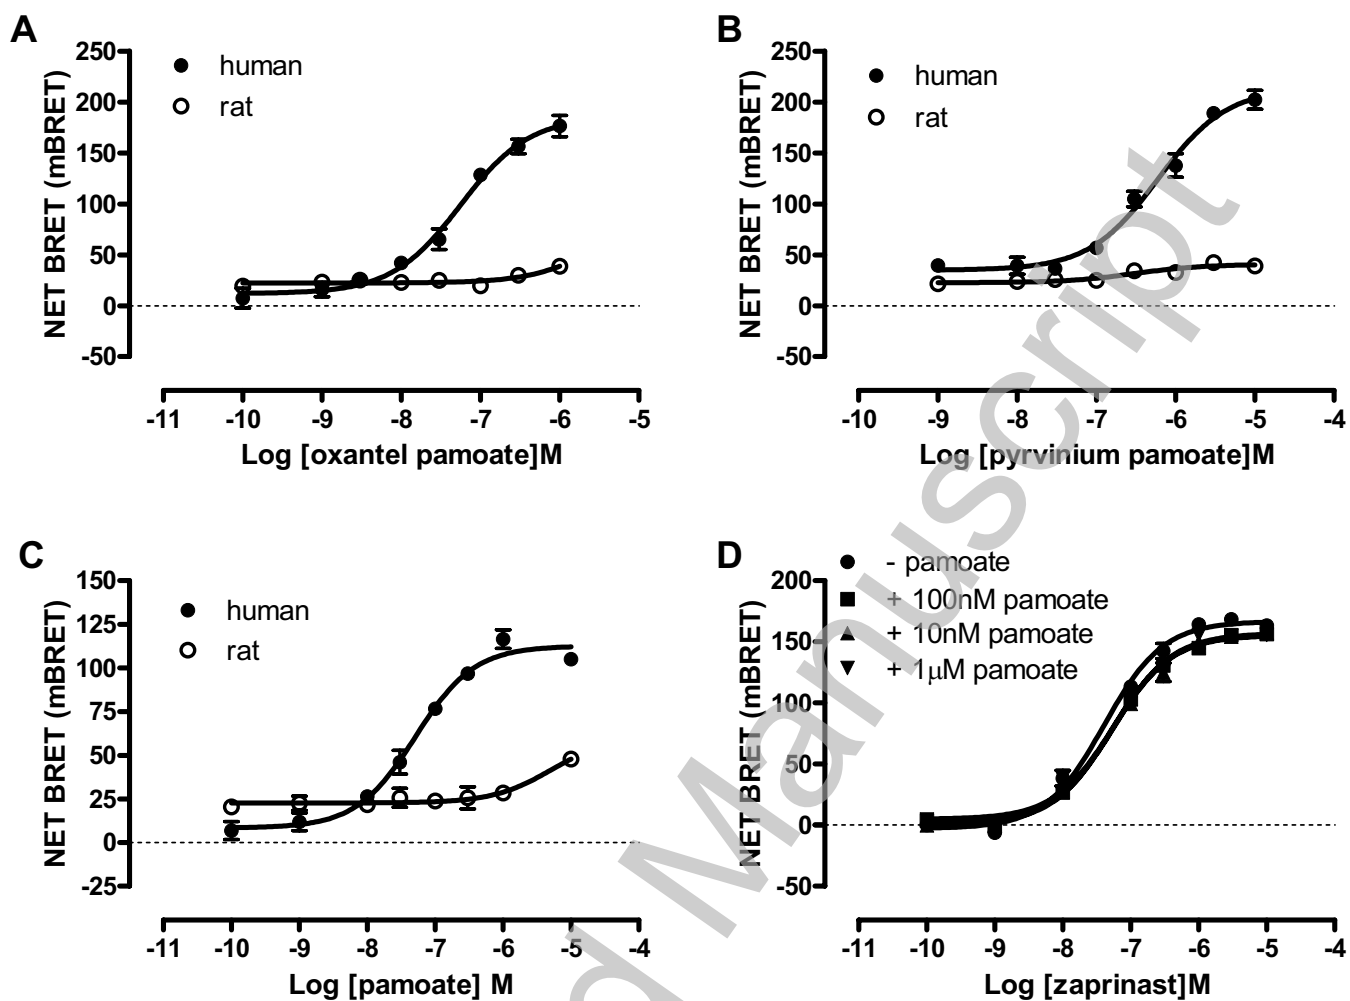 A
NET BRET (mBRET)
250
200
150
100
50
0
-50
human
rat
-11 -10 -9 -8 -7 -6 -5
Log [oxantel pamoate]M
B
NET BRET (mBRET)
250
200
150
100
50
0
-50
human
rat
-10 -9 -8 -7 -6 -5 -4
Log [pyrvinium pamoate]M
C
NET BRET (mBRET)
150
125
100
75
50
25
0
-25
human
rat
-11 -10 -9 -8 -7 -6 -5 -4
Log [pamoate] M
D
NET BRET (mBRET)
200
150
100
50
0
-50
- pamoate
+ 100nM pamoate
+ 10nM pamoate
+ 1μM pamoate
-11 -10 -9 -8 -7 -6 -5 -4
Log [zaprinast]M
d Manuscript